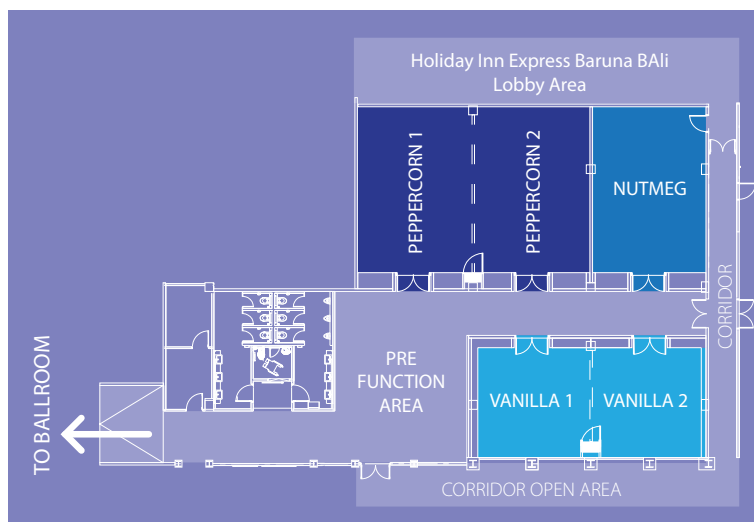 Holiday Inn Express Baruna BAli
Lobby Area
PEPPERCORN 1
PEPPERCORN 2
NUTMEG
CORRIDOR
PRE
FUNCTION
AREA
VANILLA 1
VANILLA 2
TO BALLROOM
CORRIDOR OPEN AREA